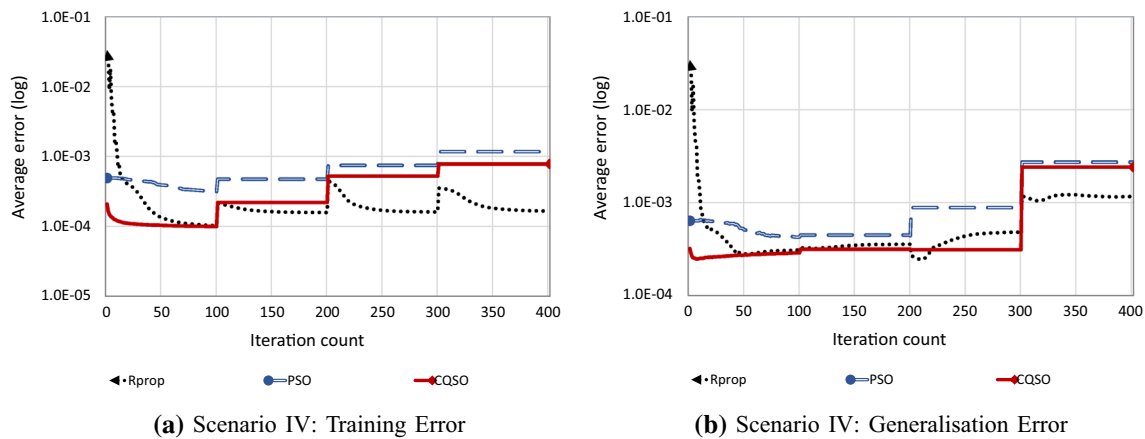 1.0E-01
1.0E-02
1.0E-03
1.0E-04
1.0E-05
Average error (log)
0 50 100 150 200 250 300 350 400
Iteration count
Rprop PSO CQSO
(a) Scenario IV: Training Error
1.0E-01
1.0E-02
1.0E-03
1.0E-04
Average error (log)
0 50 100 150 200 250 300 350 400
Iteration count
Rprop PSO CQSO
(b) Scenario IV: Generalisation Error